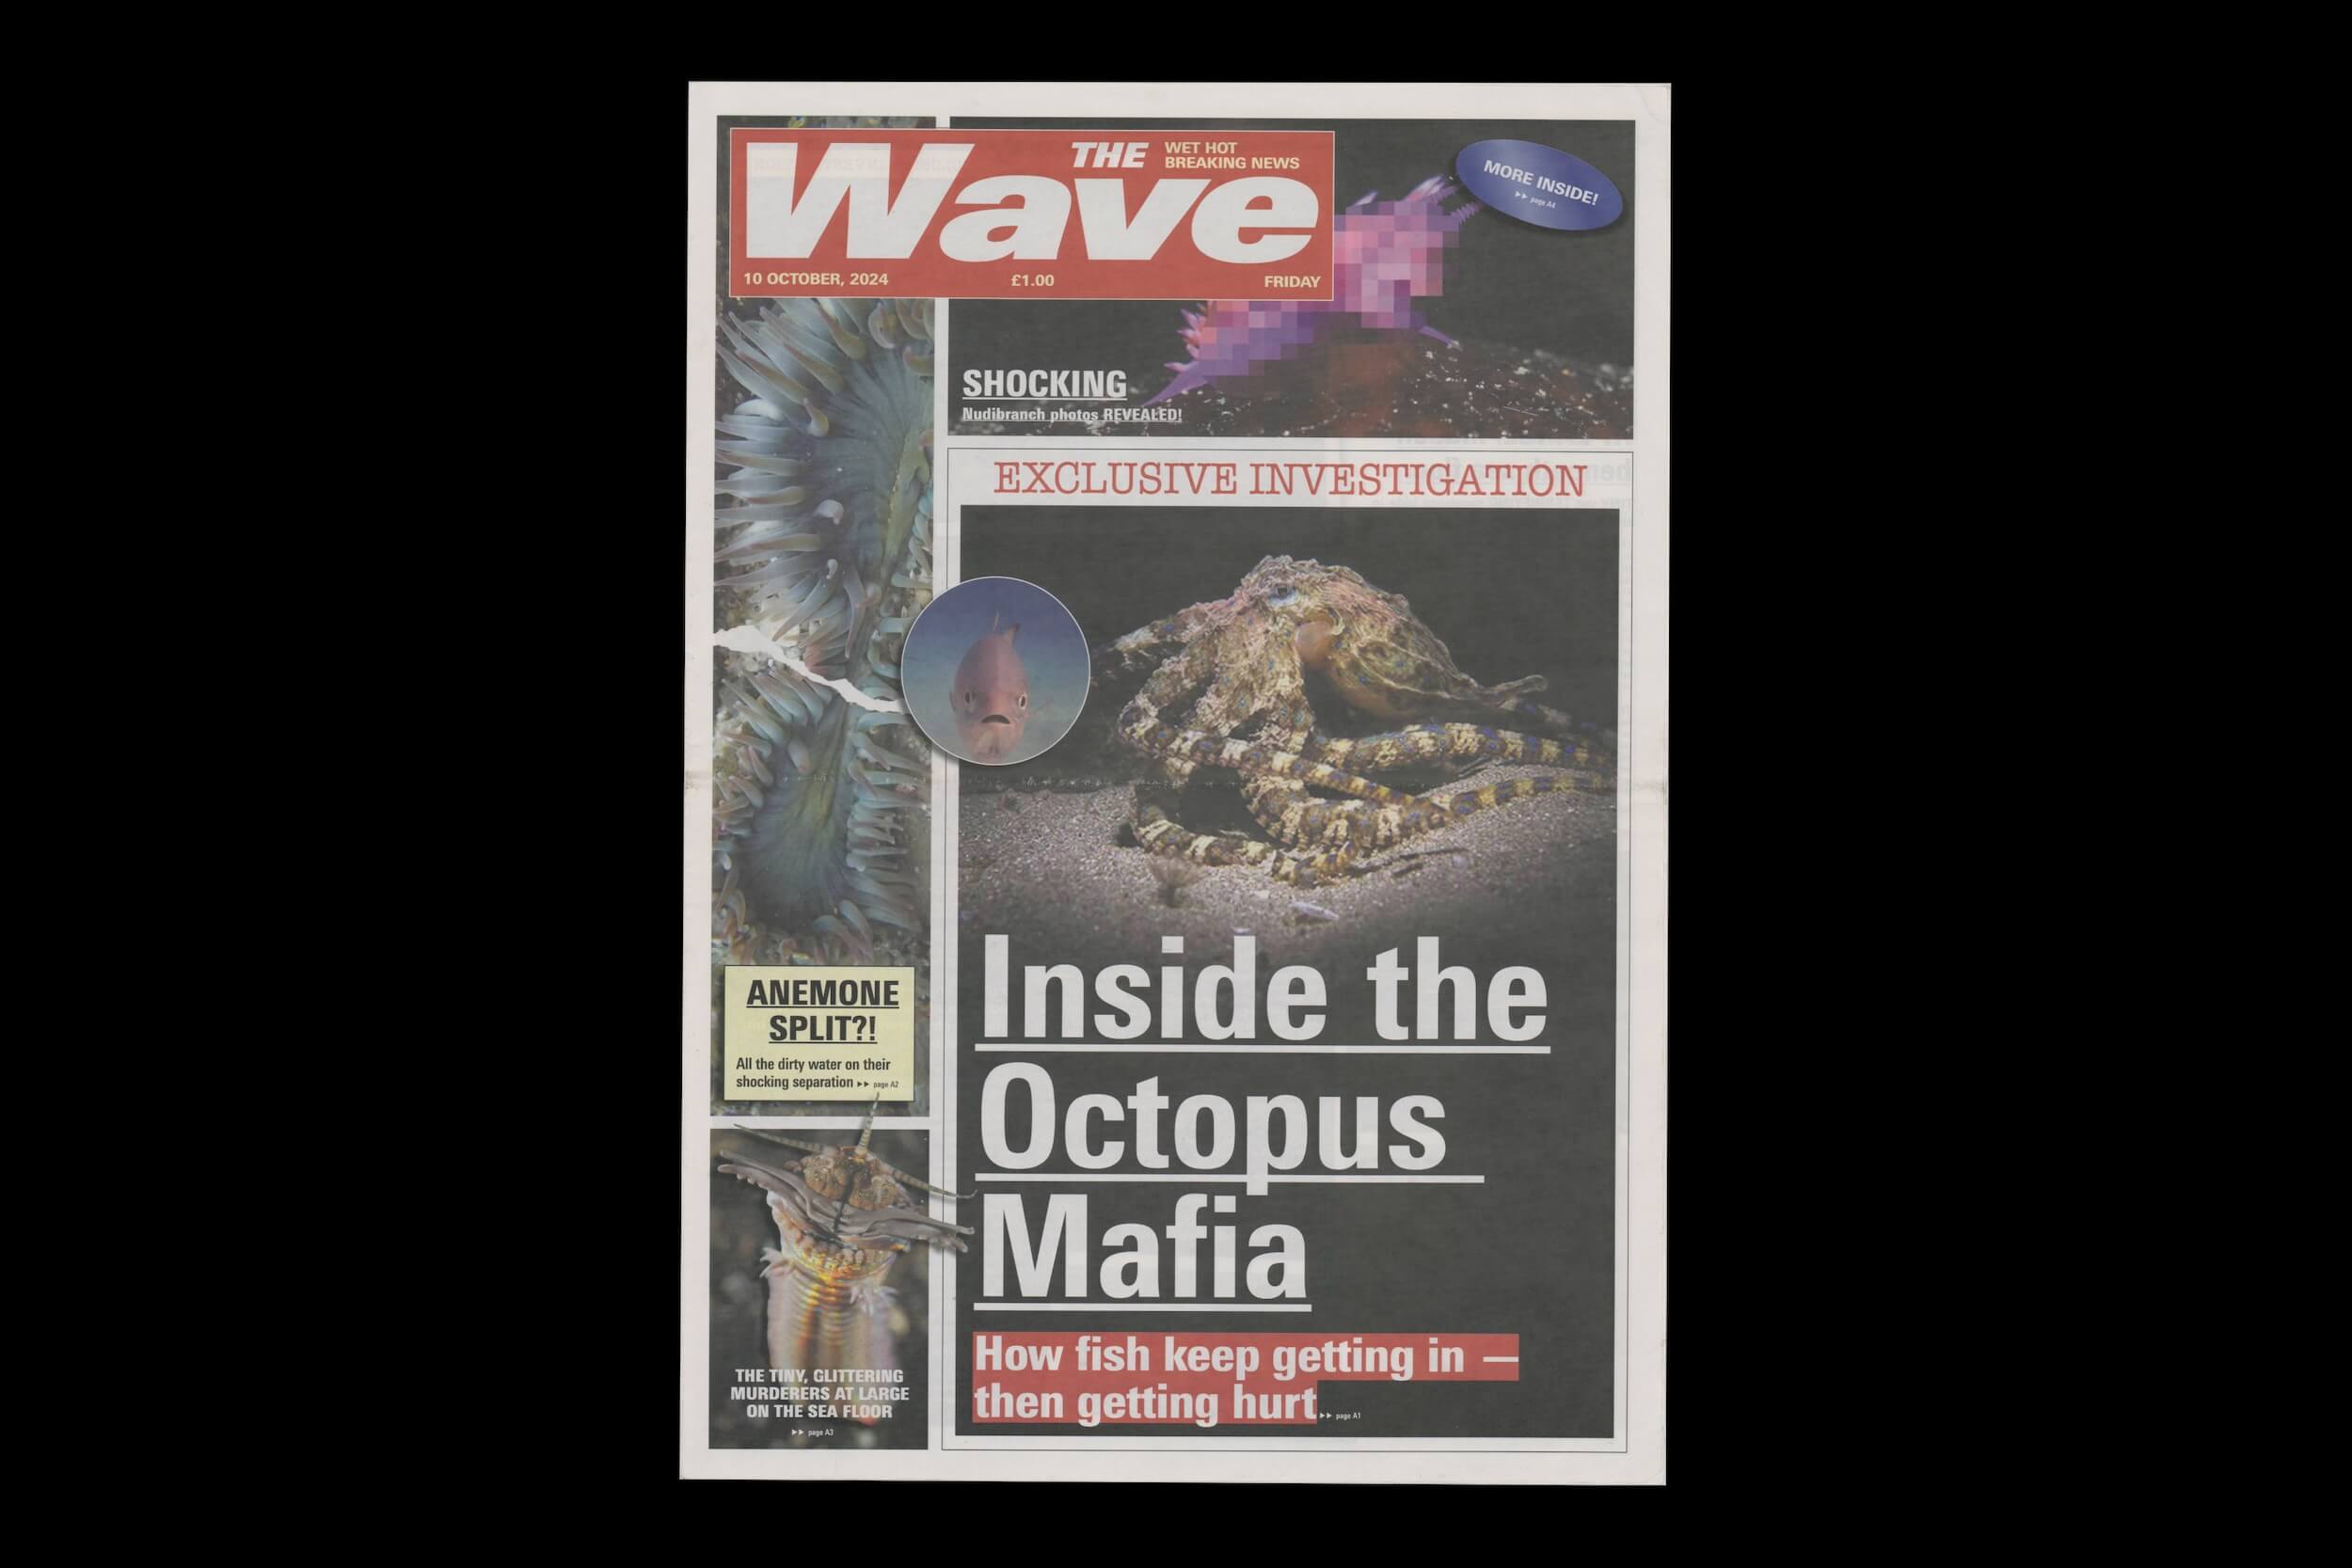 THE
WET HOT
BREAKING NEWS
Wave
10 OCTOBER, 2024
£1.00
FRIDAY
MORE INSIDE!
▸▸ page A4
SHOCKING
Nudibranch photos REVEALED!
EXCLUSIVE INVESTIGATION
Inside the
Octopus
Mafia
How fish keep getting in —
then getting hurt ▸▸ page A1
ANEMONE
SPLIT?!
All the dirty water on their
shocking separation ▸▸ page A2
THE TINY, GLITTERING
MURDERERS AT LARGE
ON THE SEA FLOOR
▸▸ page A3